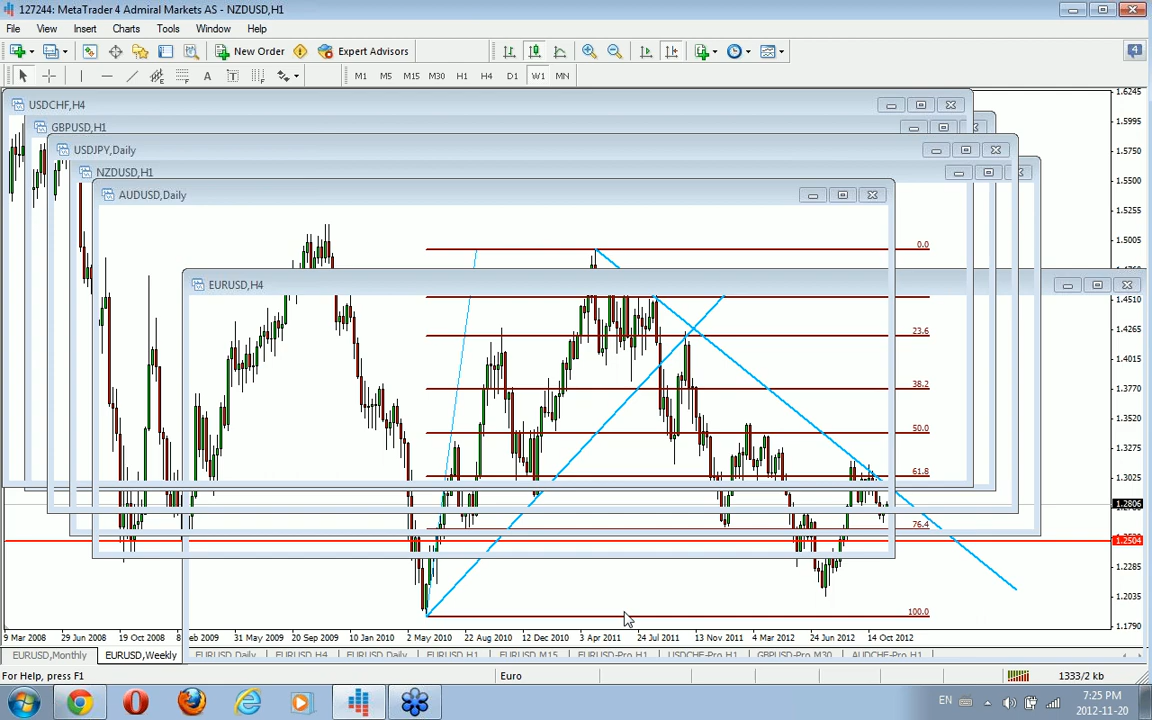 127244: MetaTrader 4 Admiral Markets AS - NZDUSD,H1
File View Insert Charts Tools Window Help
New Order Expert Advisors 4
A T M1 M5 M15 M30 H1 H4 D1 W1 MN
USDCHF,H4
GBPUSD,H1
USDJPY,Daily
NZDUSD,H1
AUDUSD,Daily
EURUSD,H4
1.6245
1.5995
1.5750
1.5500
1.5255
1.5005
1.4510
1.4265
1.4015
1.3770
1.3520
1.3275
1.3025
1.2806
1.2504
1.2285
1.2035
1.1790
0.0
23.6
38.2
50.0
61.8
76.4
100.0
9 Mar 2008 29 Jun 2008 19 Oct 2008 8 Feb 2009 31 May 2009 20 Sep 2009 10 Jan 2010 2 May 2010 22 Aug 2010 12 Dec 2010 3 Apr 2011 24 Jul 2011 13 Nov 2011 4 Mar 2012 24 Jun 2012 14 Oct 2012
EURUSD,Monthly EURUSD,Weekly EURUSD,Daily EURUSD,H4 EURUSD,Daily EURUSD,H1 EURUSD,M15 EURUSD-Pro,H1 USDCHF-Pro,H1 GBPUSD-Pro,M30 AUDCHF-Pro,H1
For Help, press F1 Euro 1333/2 kb
EN 7:25 PM
2012-11-20